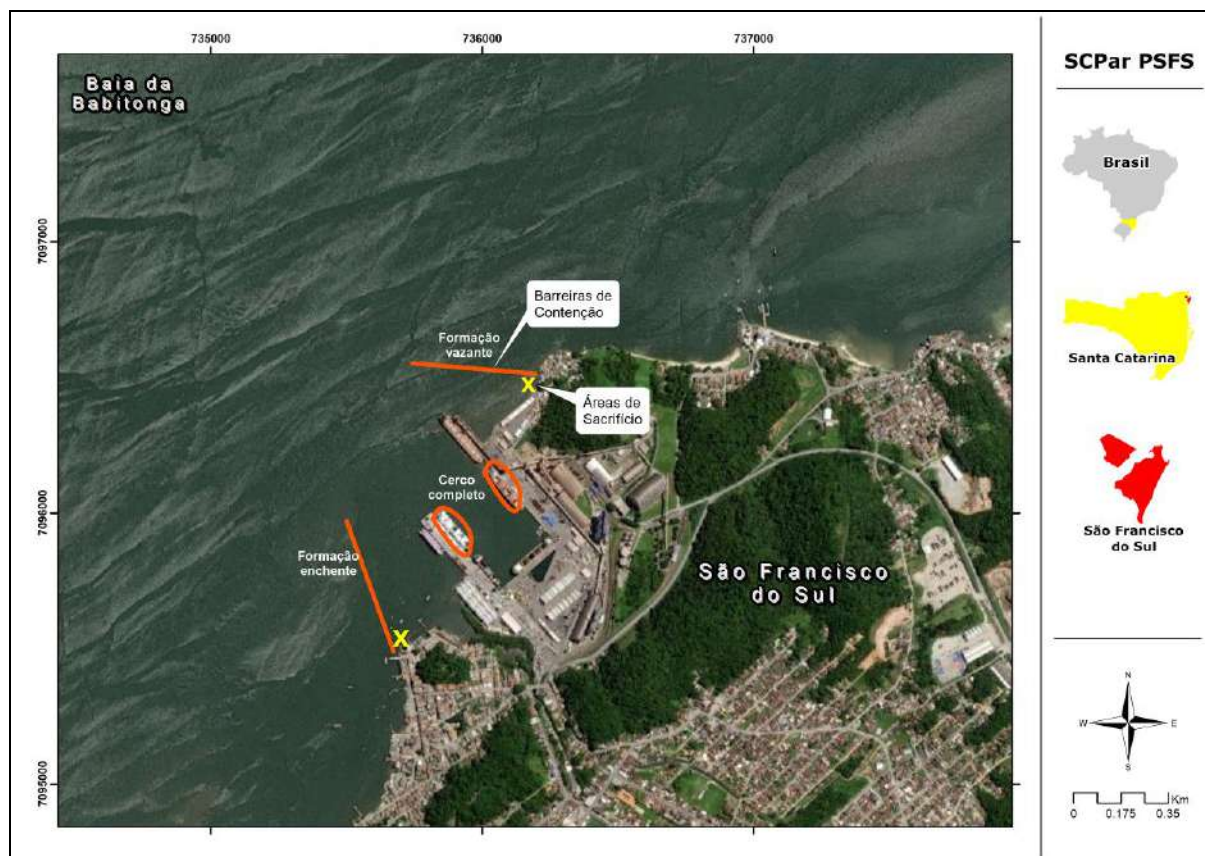 735000
736000
737000
Baia da
Babitonga
7097000
7096000
7095000
Barreiras de
Contenção
Formação
vazante
Áreas de
Sacrifício
X
Cerco
completo
Formação
enchente
X
São Francisco
do Sul
SCPar PSFS
Brasil
Santa Catarina
São Francisco
do Sul
N
W
E
S
Km
0
0.175
0.35